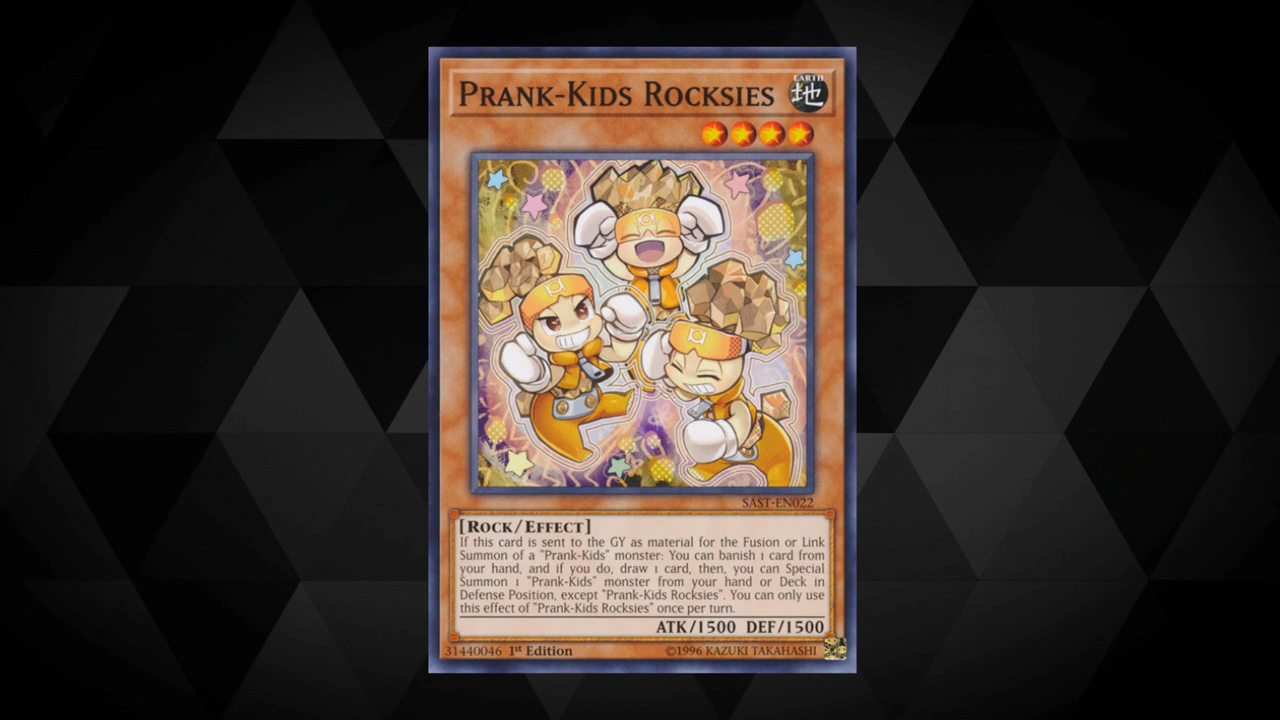 PRANK-KIDS ROCKSIES
EARTH
地
SAST-EN022
[ROCK/EFFECT]
If this card is sent to the GY as material for the Fusion or Link
Summon of a "Prank-Kids" monster: You can banish 1 card from
your hand, and if you do, draw 1 card, then, you can Special
Summon 1 "Prank-Kids" monster from your hand or Deck in
Defense Position, except "Prank-Kids Rocksies". You can only use
this effect of "Prank-Kids Rocksies" once per turn.
ATK/1500 DEF/1500
31440046 1st Edition
©1996 KAZUKI TAKAHASHI